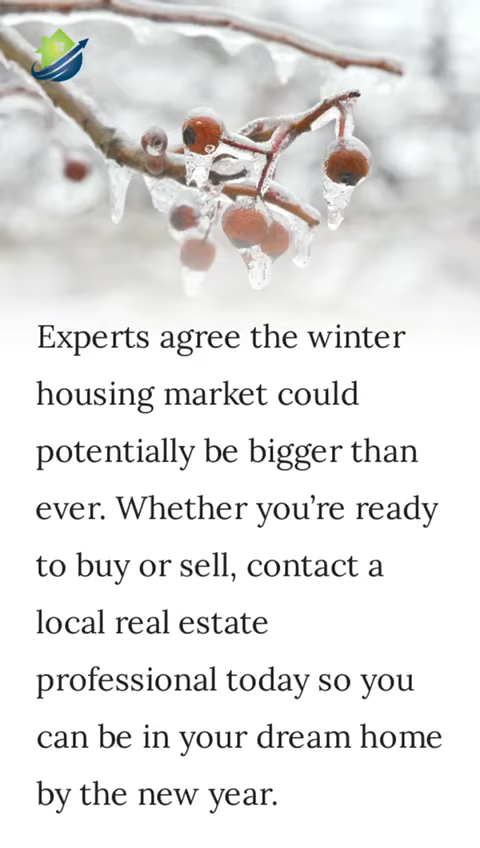 Experts agree the winter
housing market could
potentially be bigger than
ever. Whether you’re ready
to buy or sell, contact a
local real estate
professional today so you
can be in your dream home
by the new year.